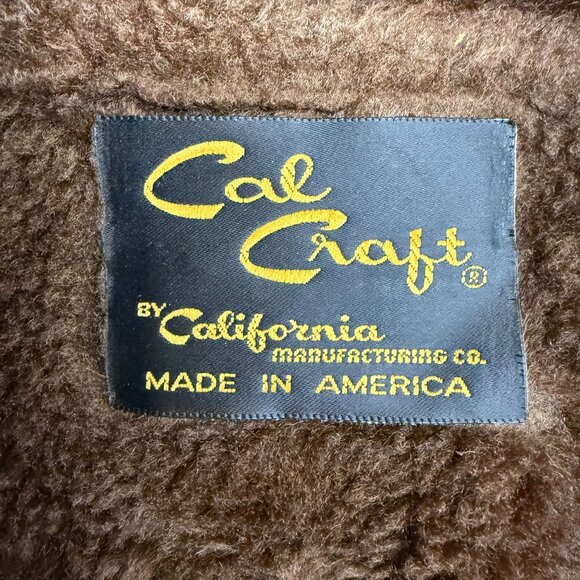 Cal
Craft®
BY California
MANUFACTURING CO.
MADE IN AMERICA